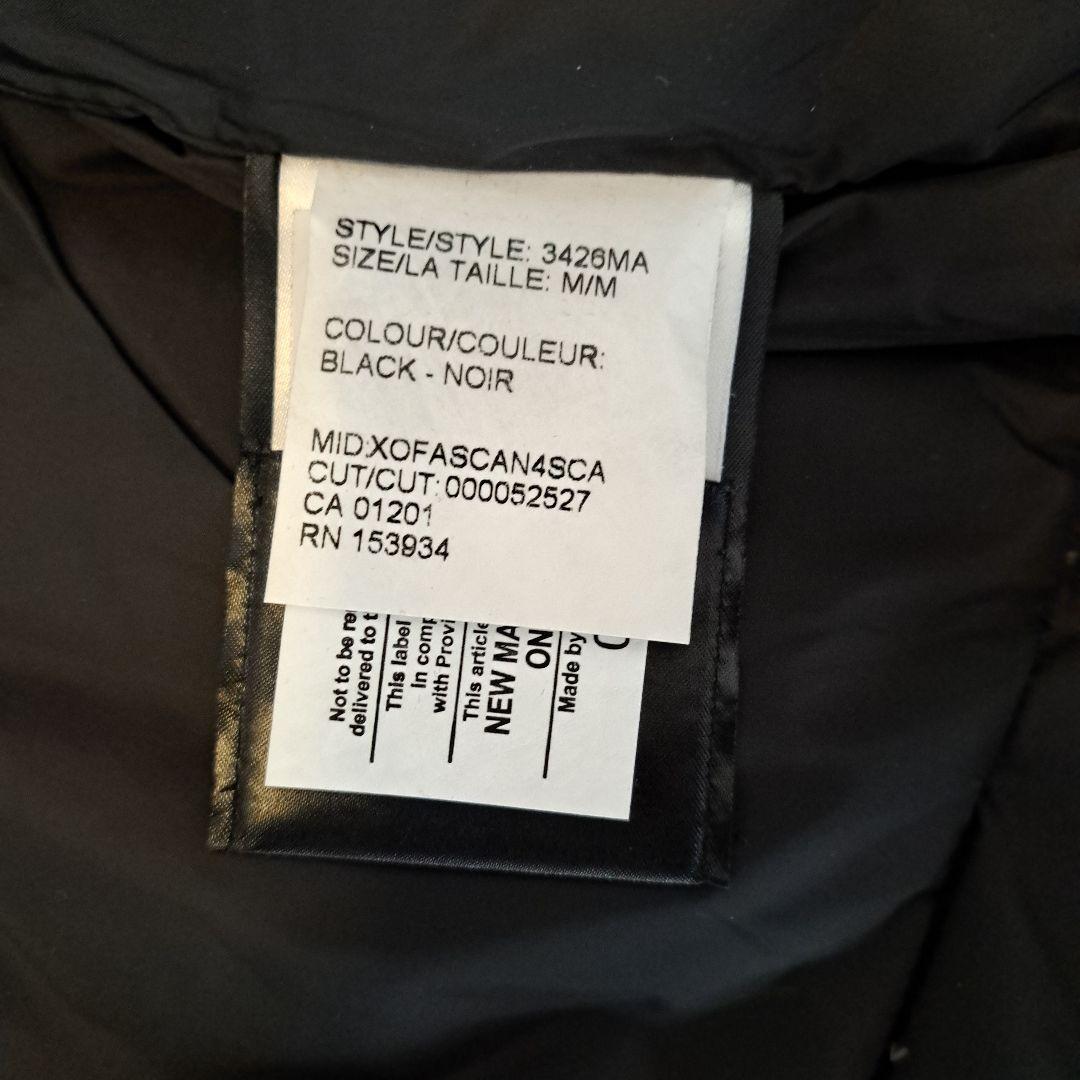 STYLE/STYLE: 3426MA
SIZE/LA TAILLE: M/M
COLOUR/COULEUR:
BLACK - NOIR
MID:XOFASCAN4SCA
CUT/CUT: 000052527
CA 01201
RN 153934
Not to be re
delivered to t
This label
in comp
with Provi
This article
NEW MA
ON
Made by